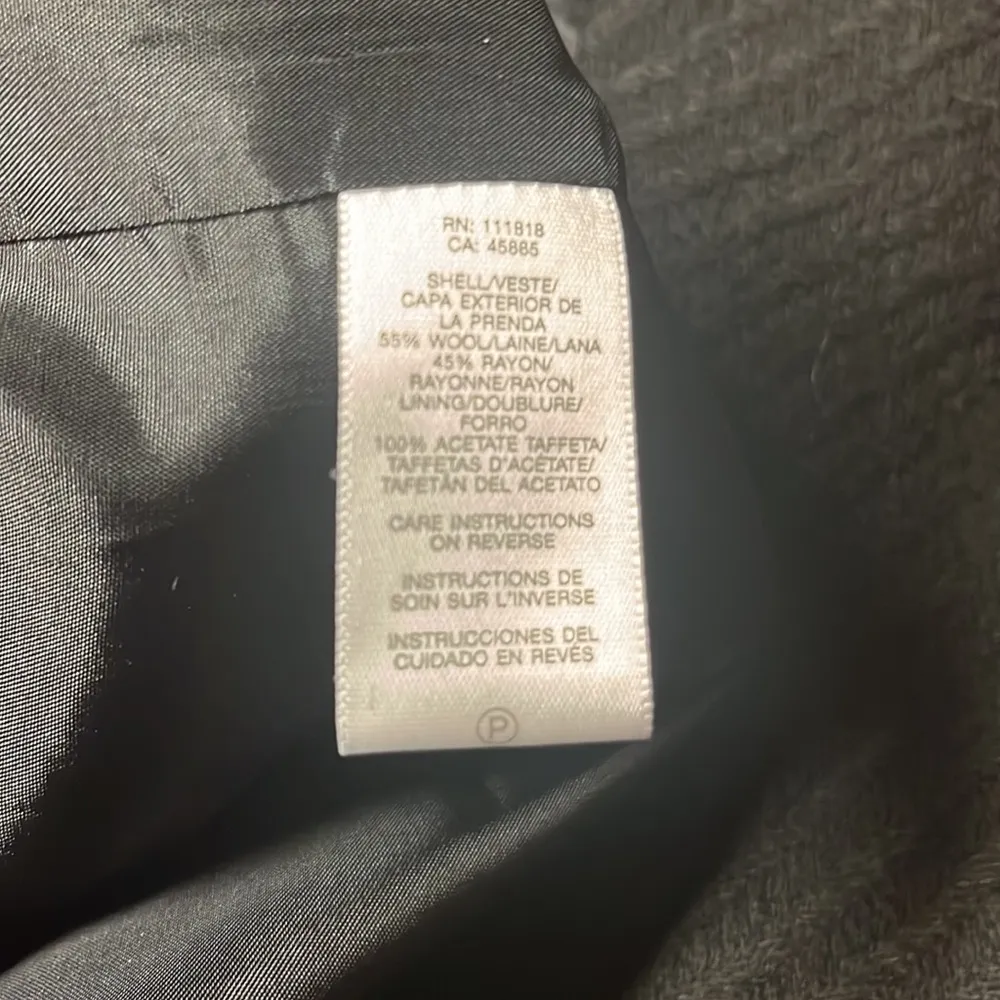 RN: 111818
CA: 45885
SHELL/VESTE/
CAPA EXTERIOR DE
LA PRENDA
55% WOOL/LAINE/LANA
45% RAYON/
RAYONNE/RAYON
LINING/DOUBLURE/
FORRO
100% ACETATE TAFFETA/
TAFFETAS D'ACÉTATE/
TAFETÁN DEL ACETATO
CARE INSTRUCTIONS
ON REVERSE
INSTRUCTIONS DE
SOIN SUR L'INVERSE
INSTRUCCIONES DEL
CUIDADO EN REVÉS
P